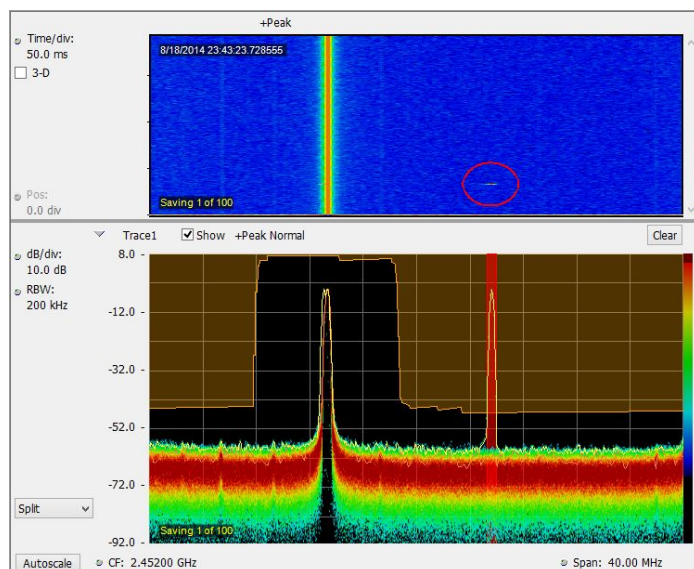 +Peak
Time/div:
50.0 ms
3-D
8/18/2014 23:43:23.728555
Pos:
0.0 div
Saving 1 of 100
Trace1 Show +Peak Normal Clear
dB/div:
10.0 dB
RBW:
200 kHz
8.0
-12.0
-32.0
-52.0
-72.0
-92.0
Split
Saving 1 of 100
Autoscale CF: 2.45200 GHz Span: 40.00 MHz